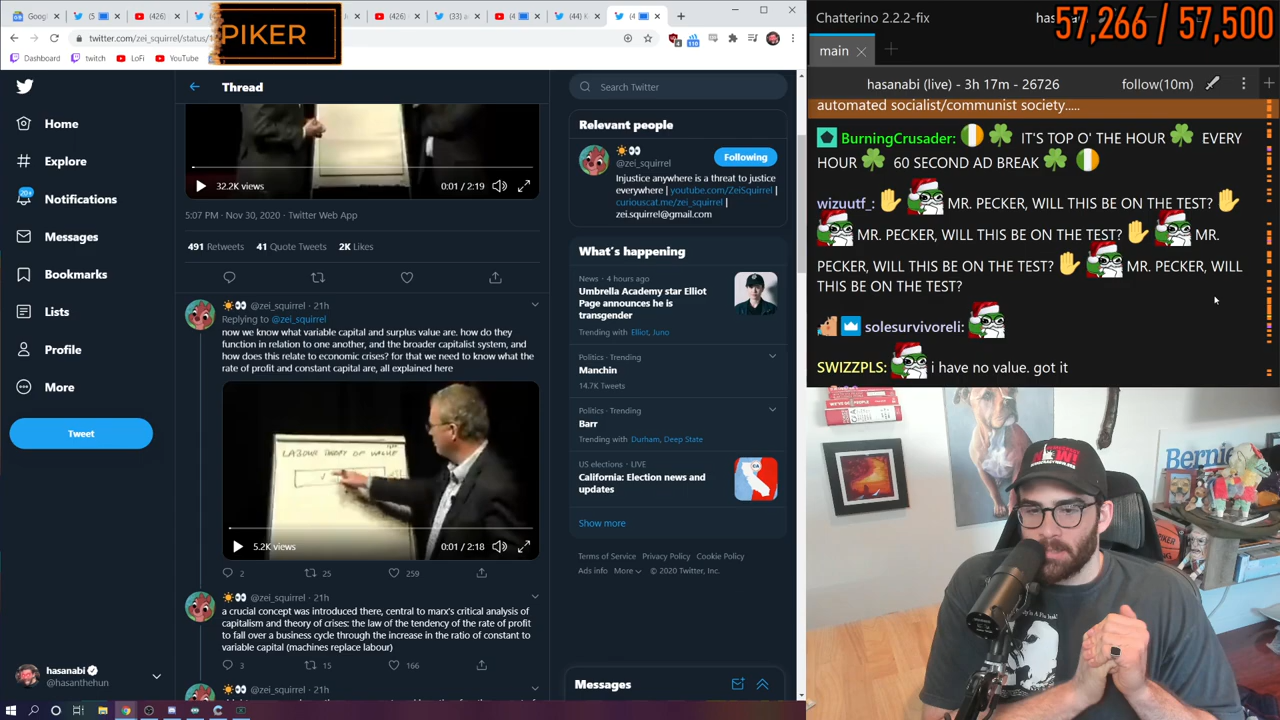 PIKER
Goog
(426)
(426)
(33) a
(4
(44) K
(4
twitter.com/zei_squirrel/status/1
Dashboard
twitch
LoFi
YouTube
Thread
Search Twitter
Home
Explore
20+
Notifications
Messages
Bookmarks
Lists
Profile
More
Tweet
hasanabi
@hasanthehun
32.2K views
0:01 / 2:19
5:07 PM · Nov 30, 2020 · Twitter Web App
491 Retweets 41 Quote Tweets 2K Likes
@zei_squirrel · 21h
Replying to @zei_squirrel
now we know what variable capital and surplus value are. how do they
function in relation to one another, and the broader capitalist system, and
how does this relate to economic crises? for that we need to know what the
rate of profit and constant capital are, all explained here
LABOUR THEORY OF VALUE
5.2K views
0:01 / 2:18
2 25 259
@zei_squirrel · 21h
a crucial concept was introduced there, central to marx's critical analysis of
capitalism and theory of crises: the law of the tendency of the rate of profit
to fall over a business cycle through the increase in the ratio of constant to
variable capital (machines replace labour)
3 15 166
@zei_squirrel · 21h
Relevant people
@zei_squirrel
Following
Injustice anywhere is a threat to justice
everywhere | youtube.com/ZeiSquirrel |
curiouscat.me/zei_squirrel |
zei.squirrel@gmail.com
What's happening
News · 4 hours ago
Umbrella Academy star Elliot
Page announces he is
transgender
Trending with Elliot, Juno
Politics · Trending
Manchin
14.7K Tweets
Politics · Trending
Barr
Trending with Durham, Deep State
US elections · LIVE
California: Election news and
updates
Show more
Terms of Service Privacy Policy Cookie Policy
Ads info More © 2020 Twitter, Inc.
Messages
Chatterino 2.2.2-fix
has
57,266 / 57,500
main
hasanabi (live) - 3h 17m - 26726
follow(10m)
automated socialist/communist society.....
BurningCrusader: IT'S TOP O' THE HOUR EVERY
HOUR 60 SECOND AD BREAK
wizuutf_: MR. PECKER, WILL THIS BE ON THE TEST?
MR. PECKER, WILL THIS BE ON THE TEST? MR.
PECKER, WILL THIS BE ON THE TEST? MR. PECKER, WILL
THIS BE ON THE TEST?
solesurvivoreli:
SWIZZPLS: i have no value. got it
Bernie